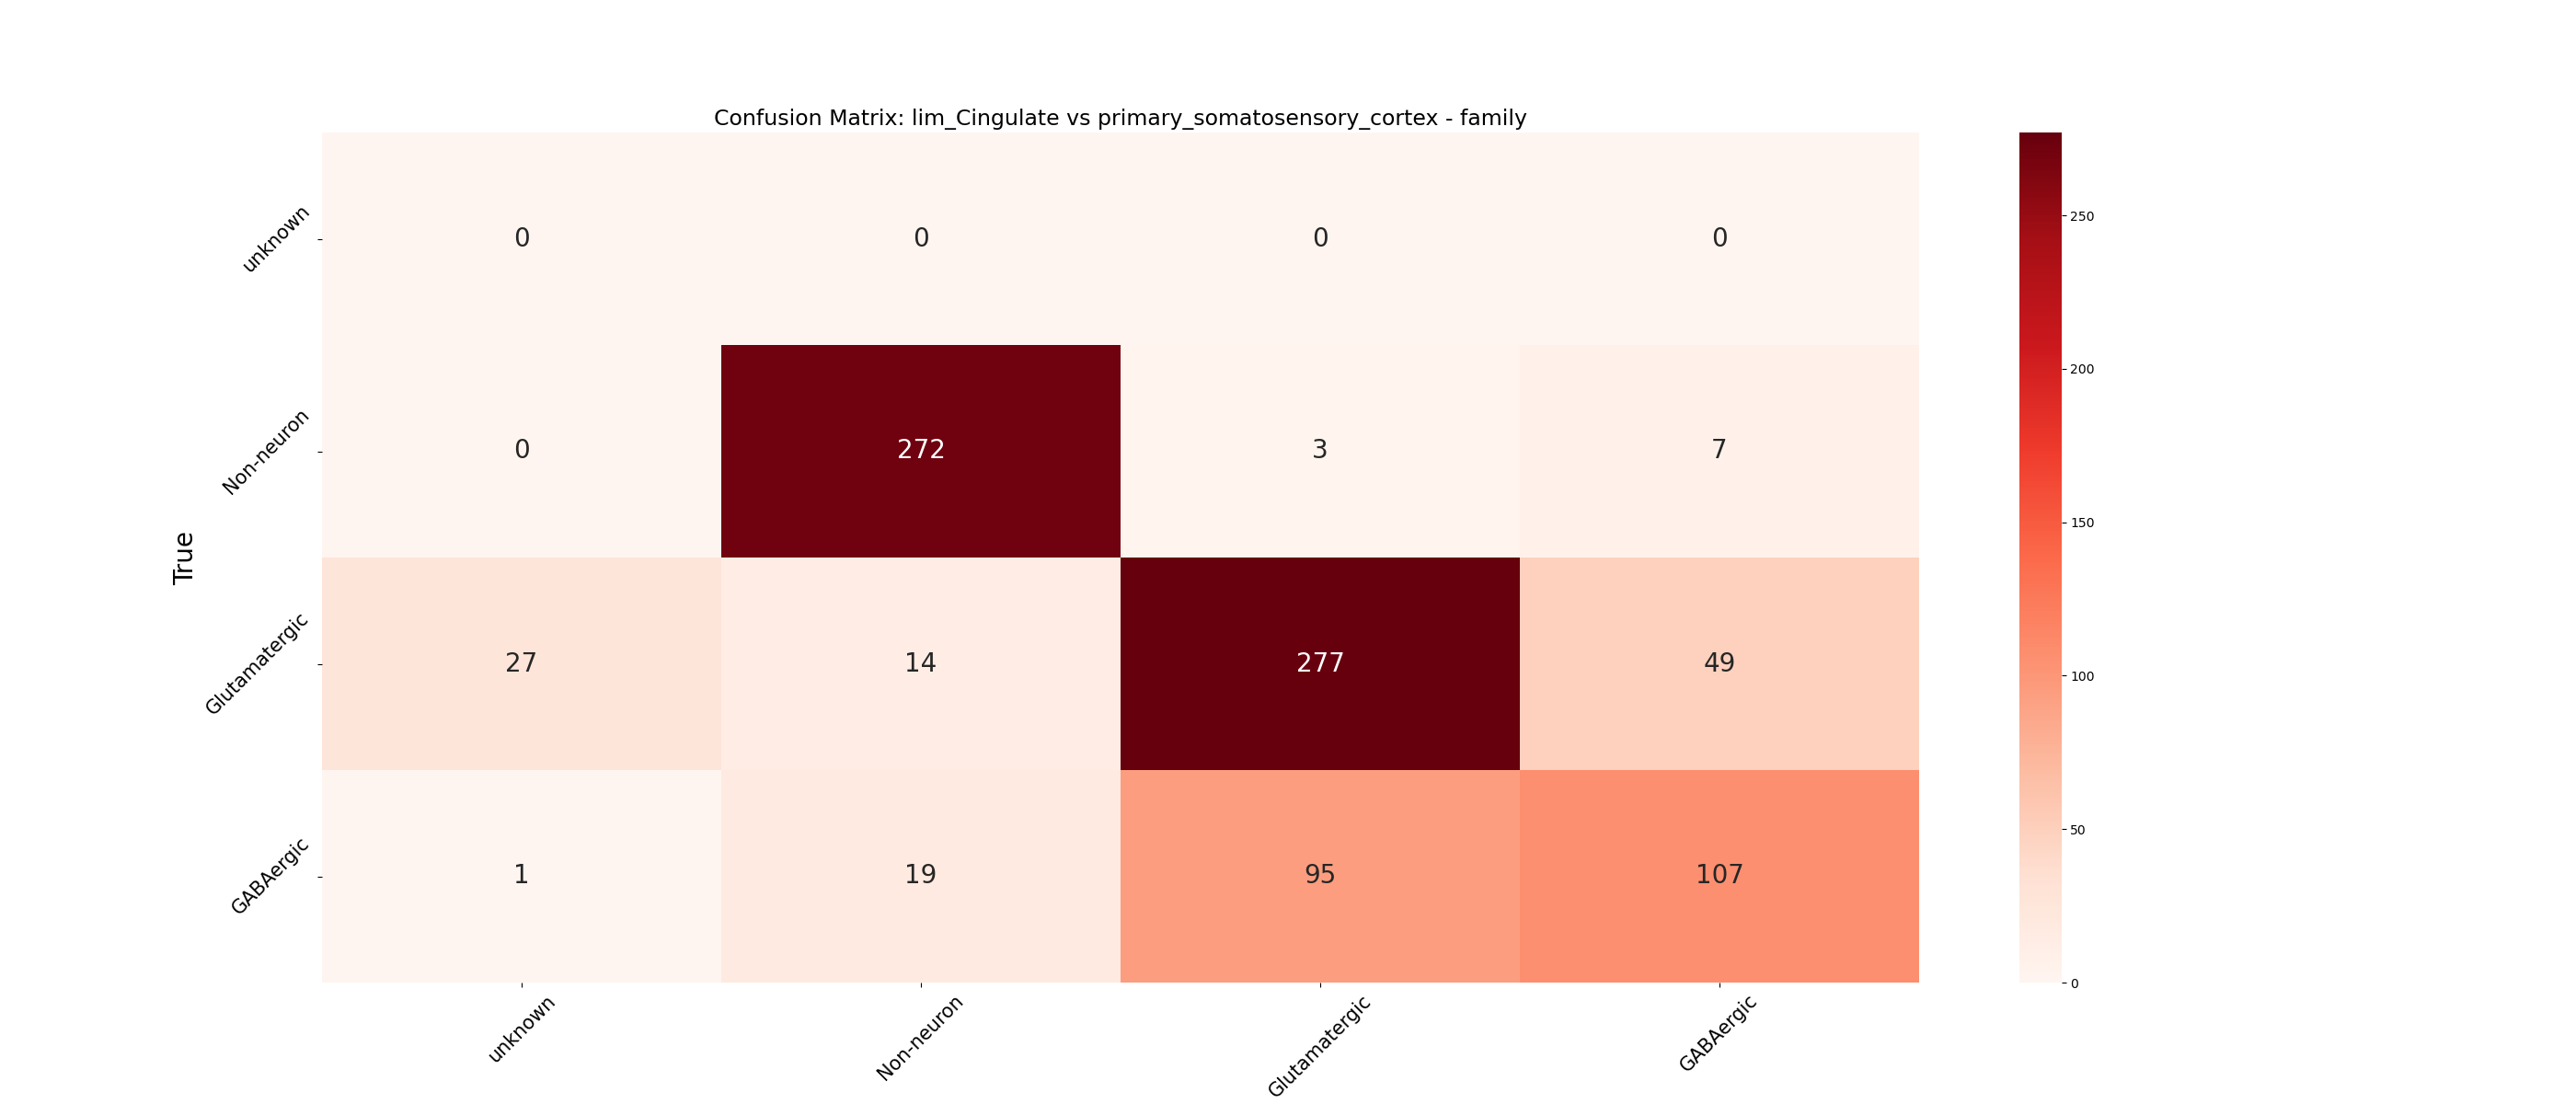 Confusion Matrix: lim_Cingulate vs primary_somatosensory_cortex - family
True
unknown
0 0 0 0
Non-neuron
0 272 3 7
Glutamatergic
27 14 277 49
GABAergic
1 19 95 107
unknown Non-neuron Glutamatergic GABAergic
250
200
150
100
50
0